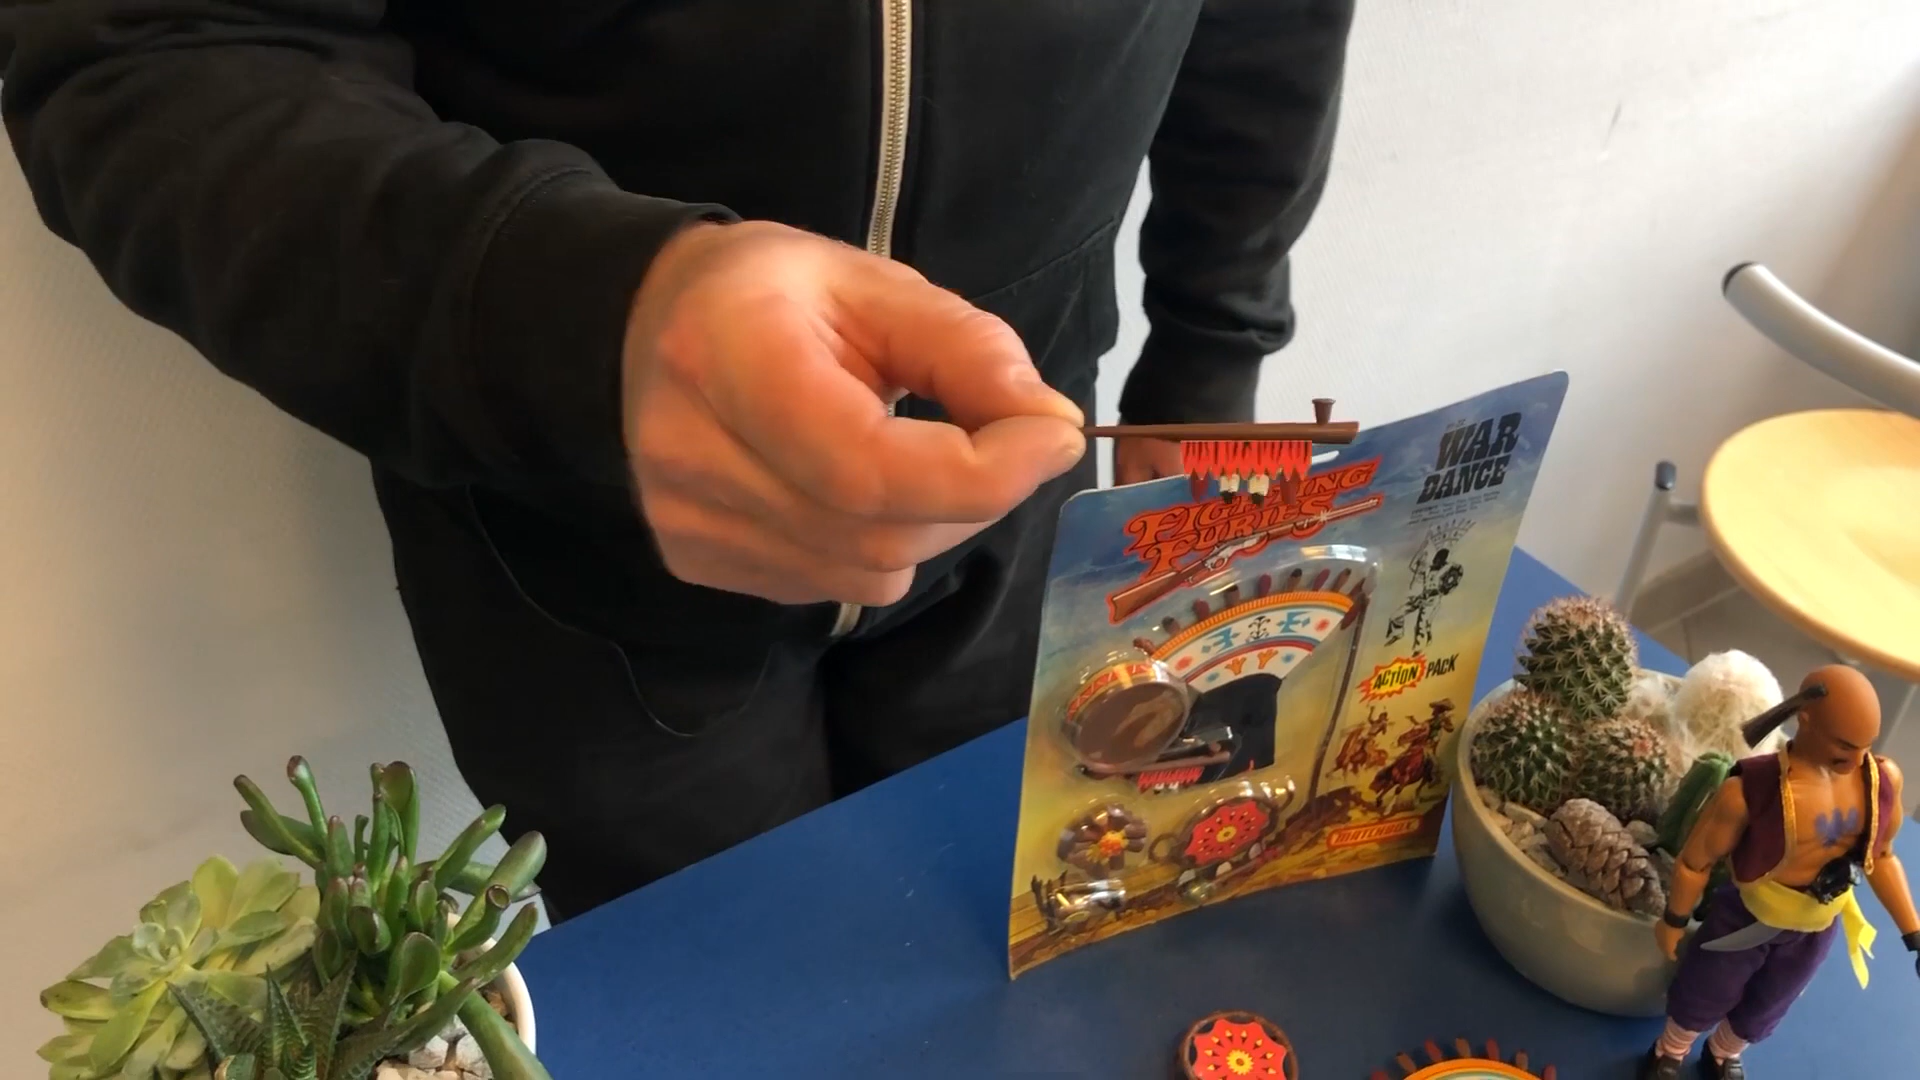 WAR
DANCE
FIGHTING
FURIES
ACTION PACK
MATCHBOX